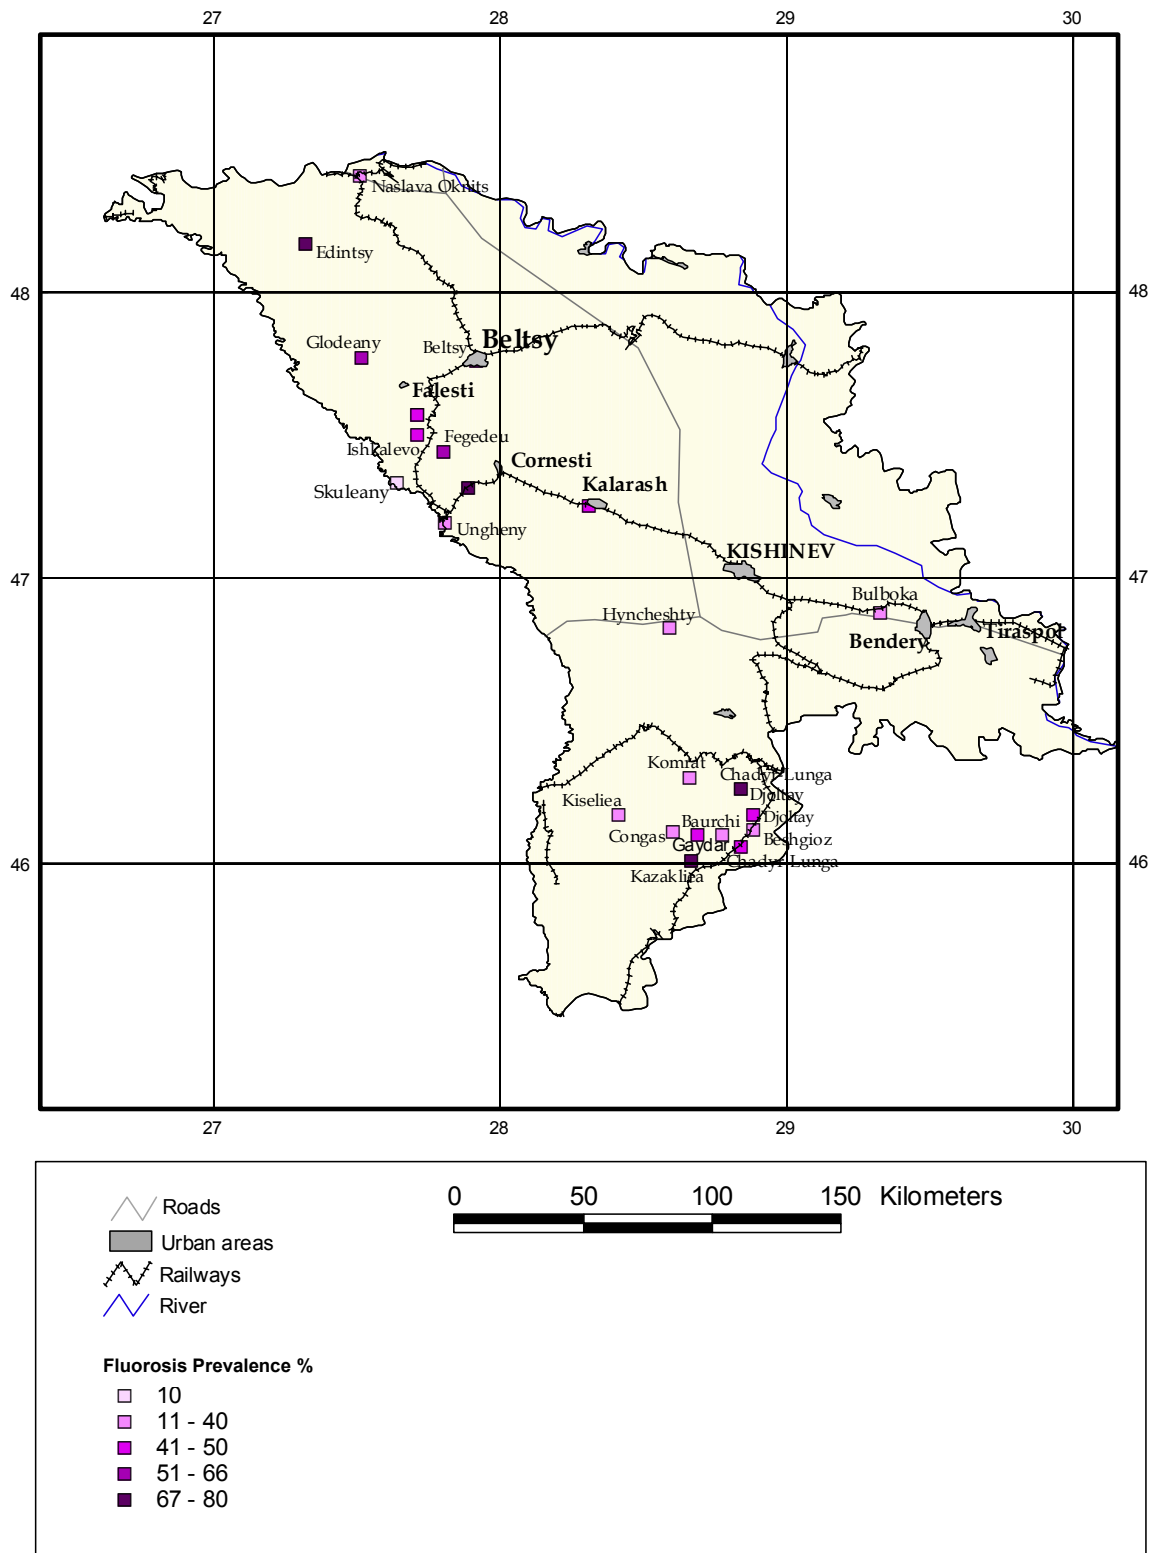 27 28 29 30
Naslava Oknits
Edintsy
48 48
Glodeany
Beltsy
Beltsy
Falesti
Fegedeu
Ishkalevo
Cornesti
Kalarash
Skuleany
Ungheny
KISHINEV
47 47
Bulboka
Hyncheshty
Bendery
Tiraspol
Komrat
Chadyr-Lunga
Djoltay
Kiseliea
Baurchi
Djoltay
Congas
Gaydar
Beshgioz
Chadyr-Lunga
46 46
Kazakliea
27 28 29 30
0 50 100 150 Kilometers
Roads
Urban areas
Railways
River
Fluorosis Prevalence %
10
11 - 40
41 - 50
51 - 66
67 - 80